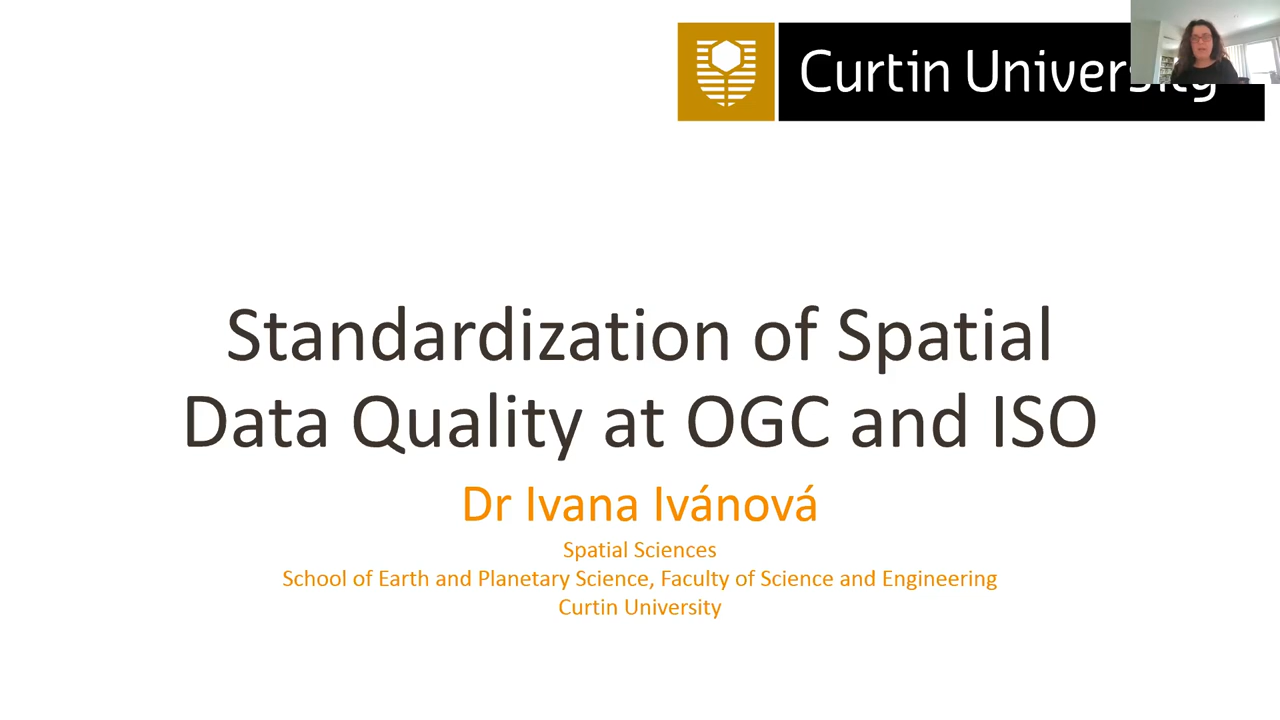 Curtin University
Standardization of Spatial
Data Quality at OGC and ISO
Dr Ivana Ivánová
Spatial Sciences
School of Earth and Planetary Science, Faculty of Science and Engineering
Curtin University